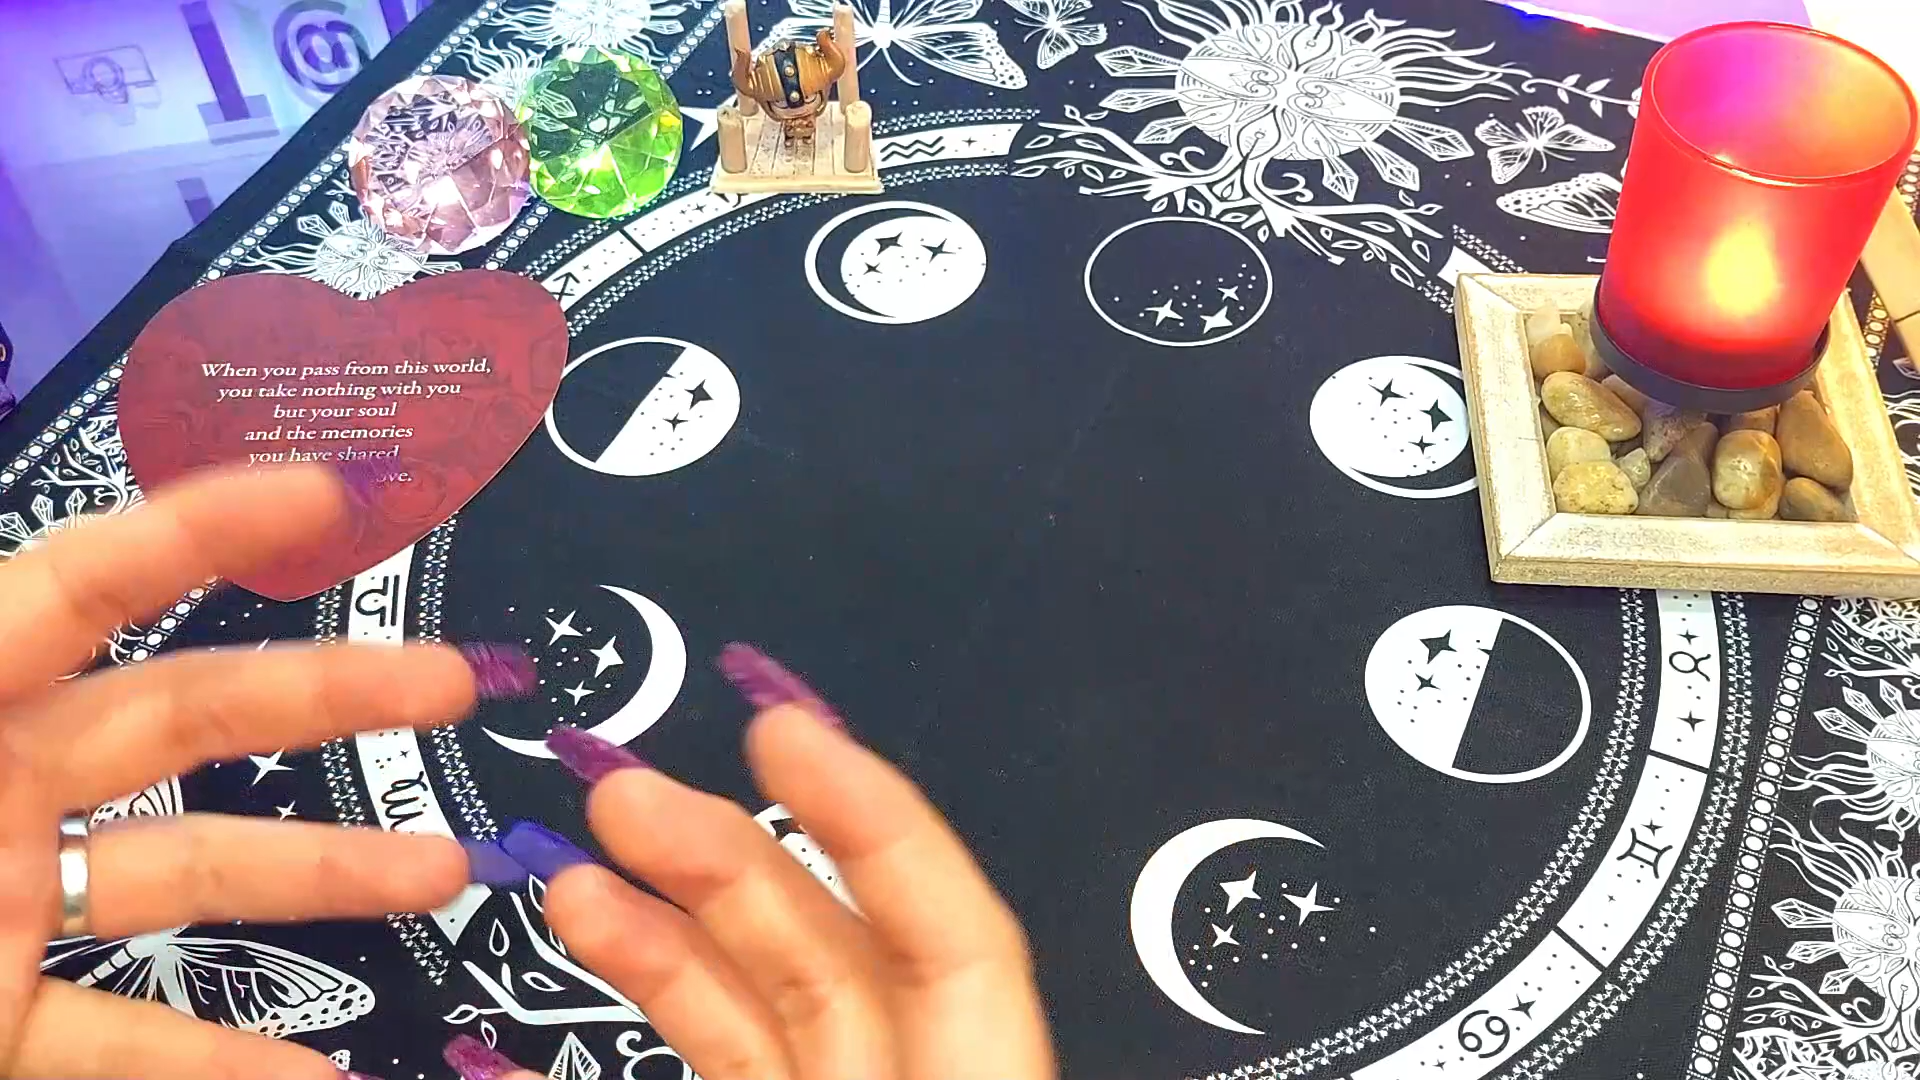 When you pass from this world,
you take nothing with you
but your soul
and the memories
you have shared